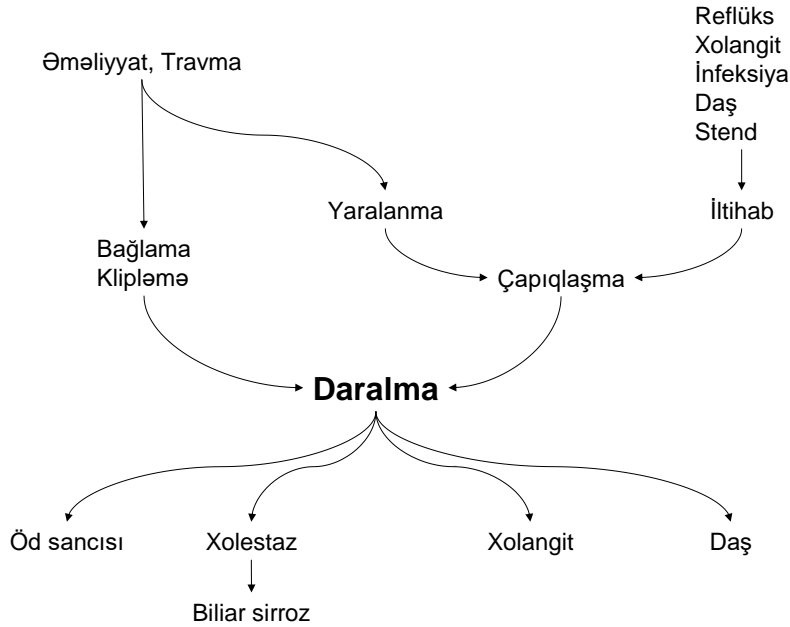 Reflüks
Xolangit
İnfeksiya
Daş
Stend
Əməliyyat, Travma
Yaralanma
İltihab
Bağlama
Klipləmə
Çapıqlaşma
Daralma
Öd sancısı
Xolestaz
Xolangit
Daş
Biliar sirroz